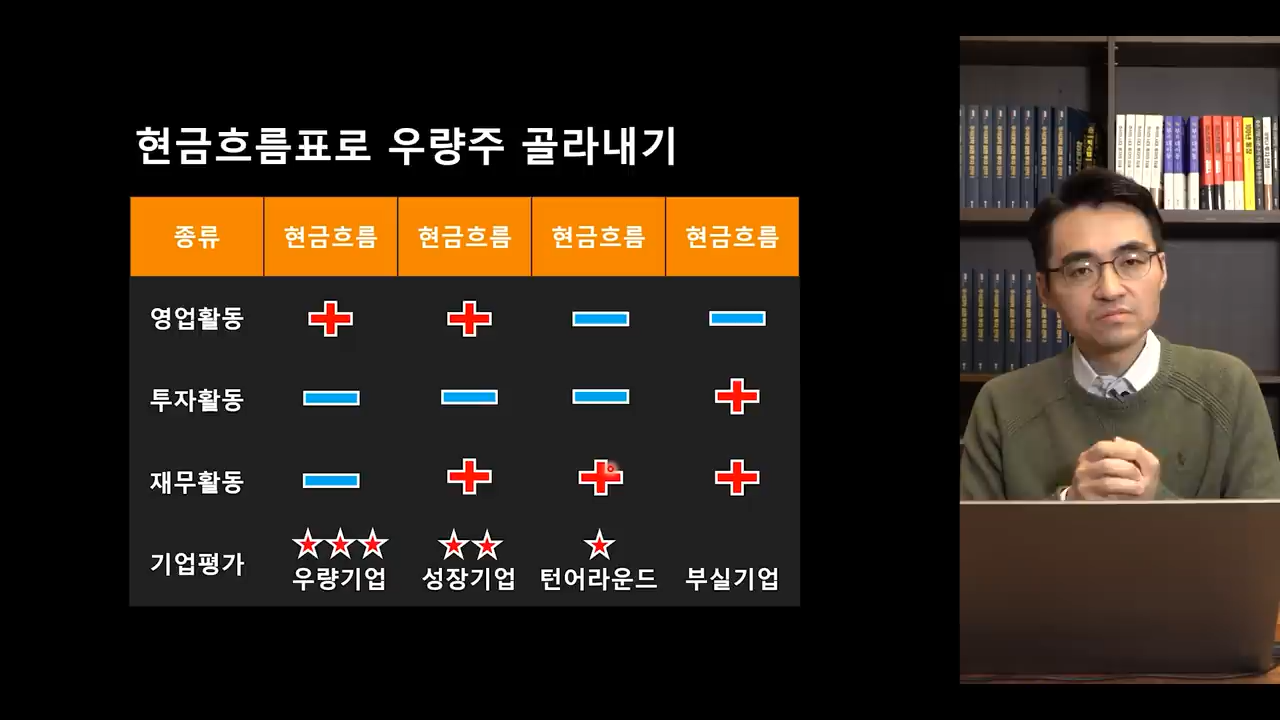 현금흐름표로 우량주 골라내기
종류 현금흐름 현금흐름 현금흐름 현금흐름
영업활동
투자활동
재무활동
기업평가
우량기업 성장기업 턴어라운드 부실기업